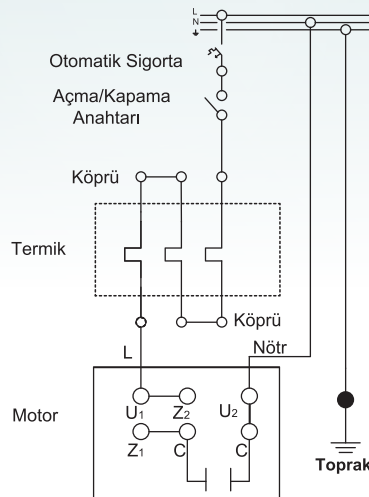 L
N
Otomatik Sigorta
Açma/Kapama
Anahtarı
Köprü
Termik
Köprü
L
Nötr
Motor
U1
Z2
U2
Z1
C
C
Toprak